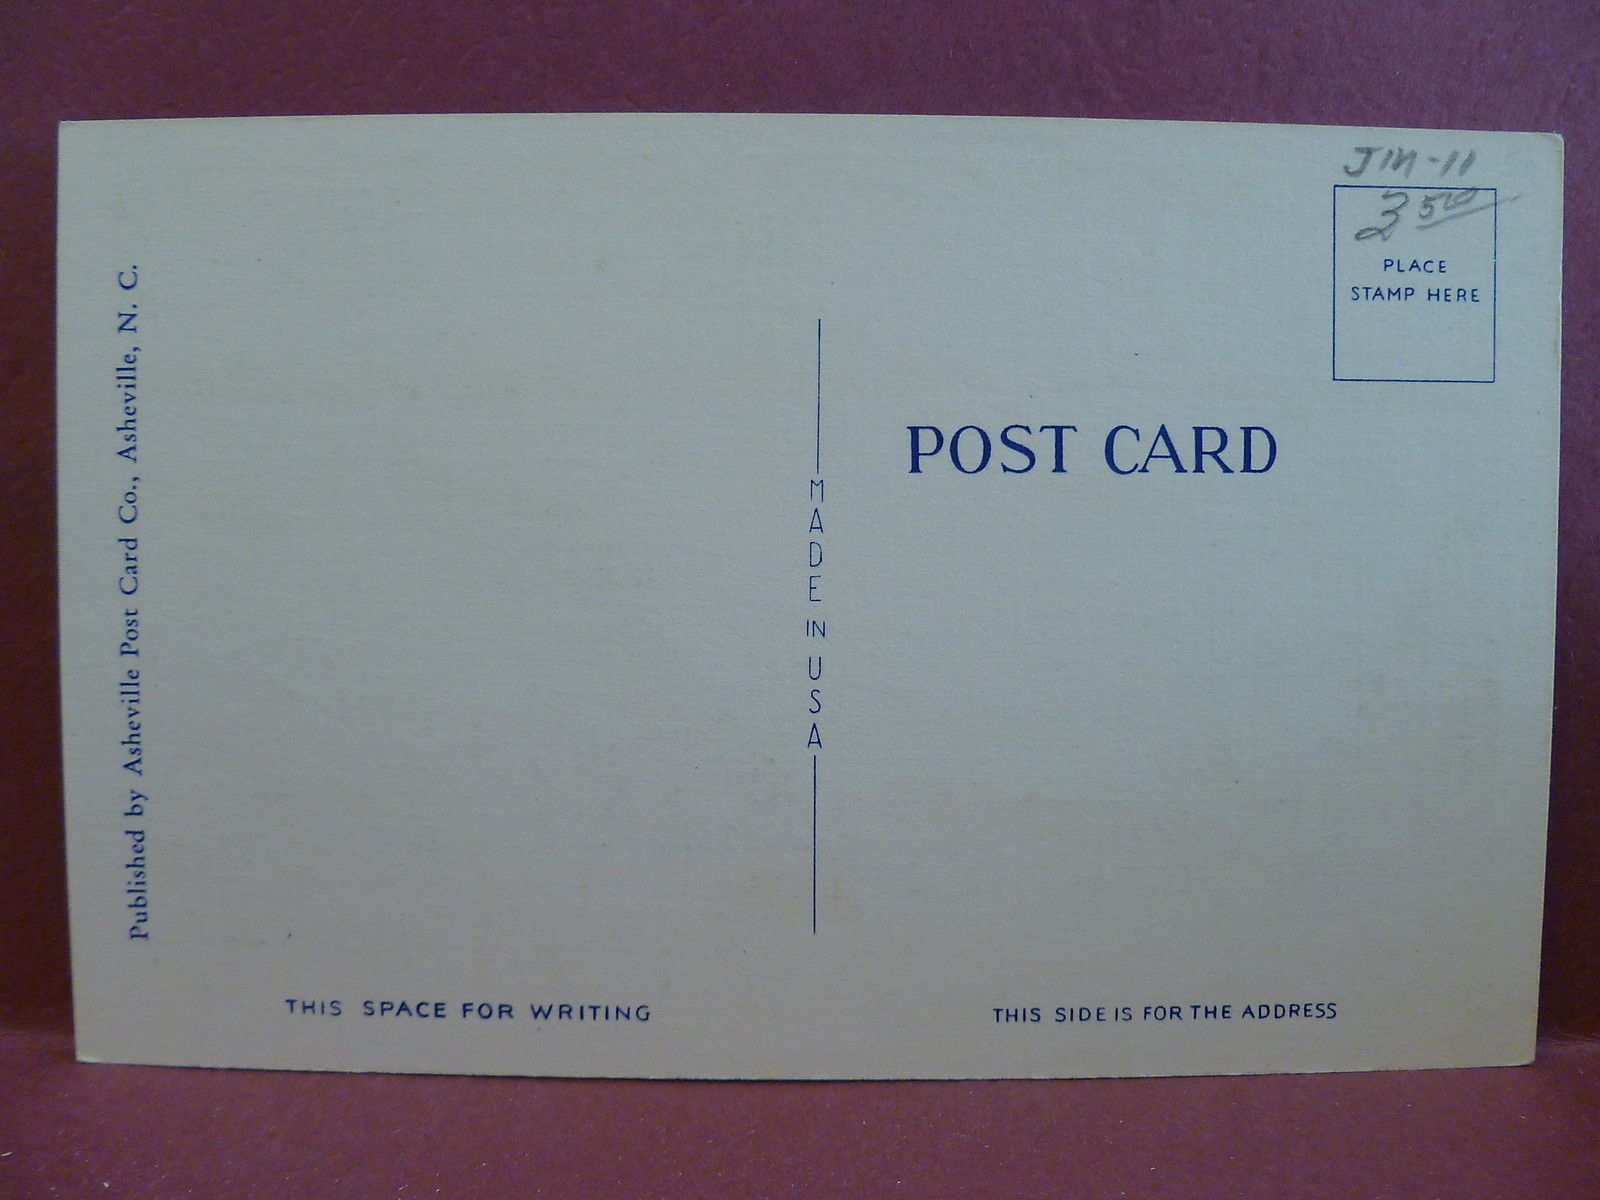 JM-11
3 50
PLACE
STAMP HERE
POST CARD
Published by Asheville Post Card Co., Asheville, N. C.
MADE IN USA
THIS SPACE FOR WRITING
THIS SIDE IS FOR THE ADDRESS